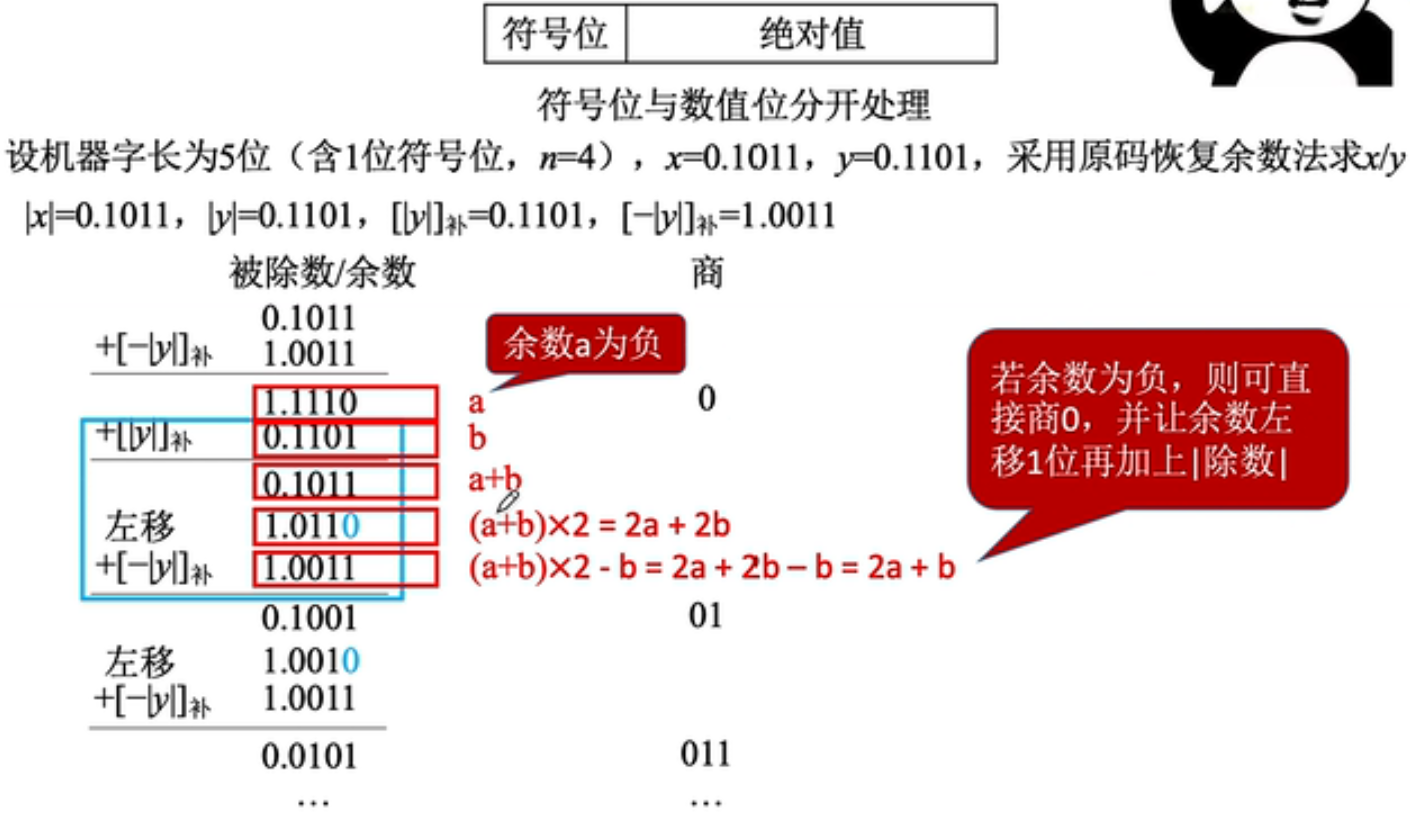 符号位 绝对值
符号位与数值位分开处理
设机器字长为5位（含1位符号位，n=4），x=0.1011，y=0.1101，采用原码恢复余数法求x/y
|x|=0.1011，|y|=0.1101，[|y|]补=0.1101，[−|y|]补=1.0011
被除数/余数 商
0.1011
+[−|y|]补 1.0011
余数a为负
1.1110 a 0
+[|y|]补 0.1101 b
0.1011 a+b
左移 1.0110 (a+b)×2 = 2a + 2b
+[−|y|]补 1.0011 (a+b)×2 - b = 2a + 2b – b = 2a + b
若余数为负，则可直
接商0，并让余数左
移1位再加上|除数|
0.1001 01
左移 1.0010
+[−|y|]补 1.0011
0.0101 011
… …